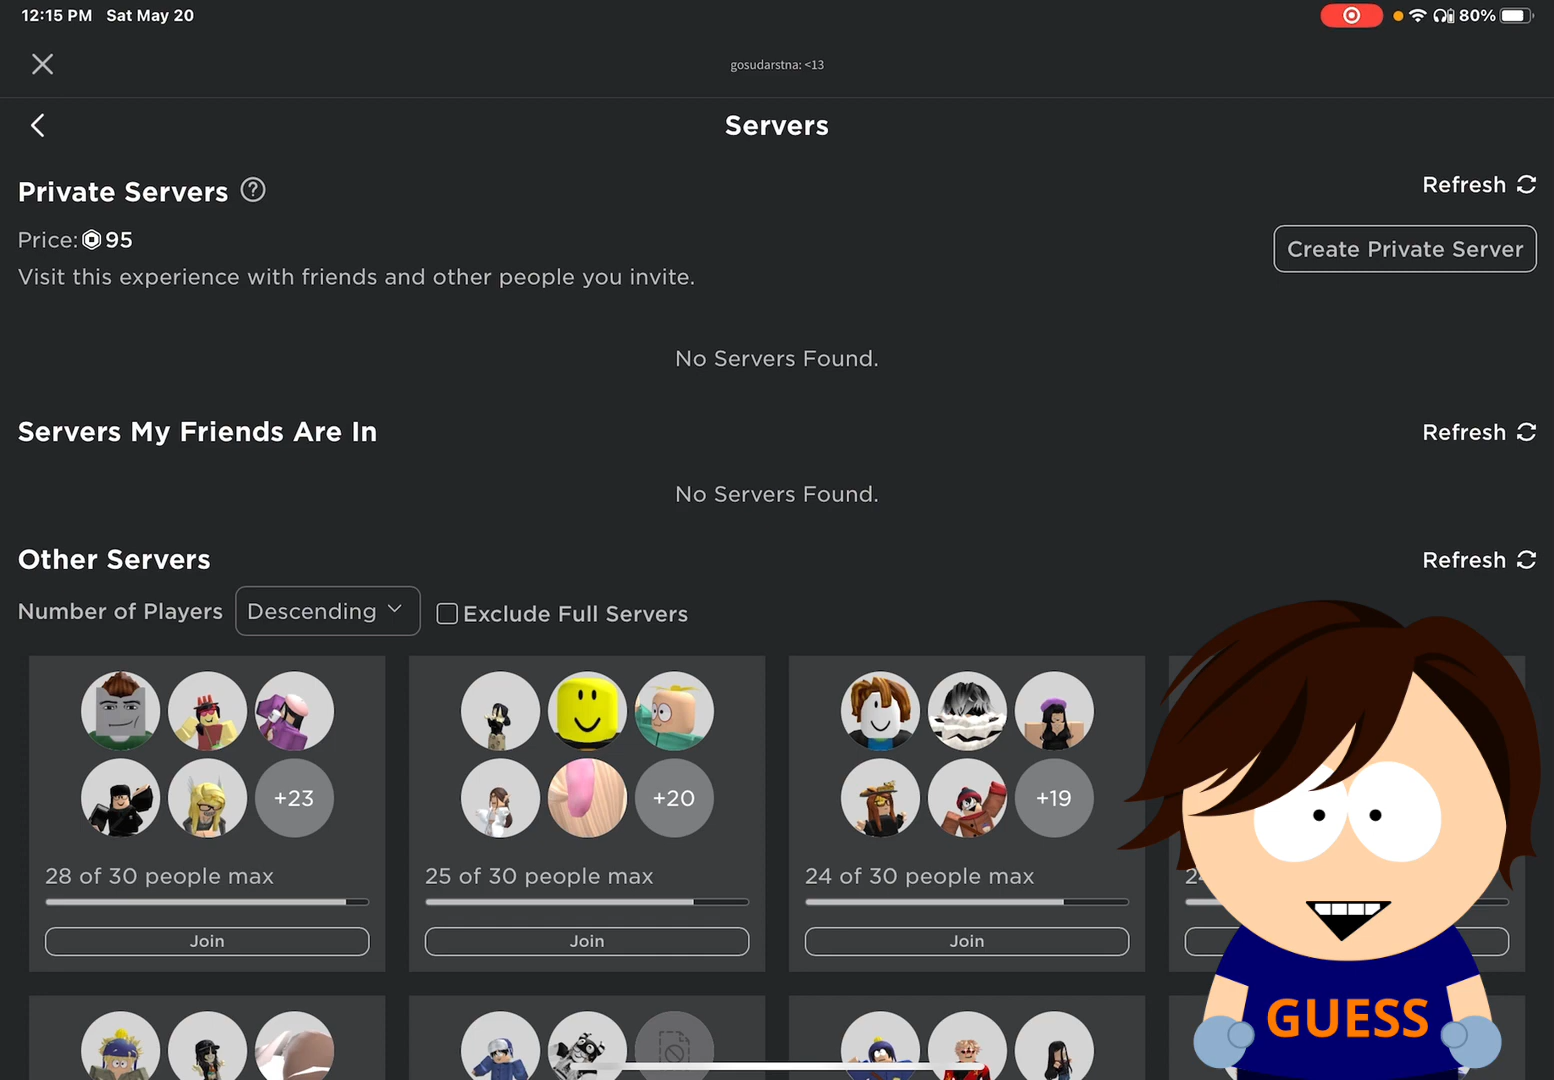 12:15 PM Sat May 20
80%
gosudarstna: <13
Servers
Private Servers
Refresh
Price: 95
Create Private Server
Visit this experience with friends and other people you invite.
No Servers Found.
Servers My Friends Are In
Refresh
No Servers Found.
Other Servers
Refresh
Number of Players Descending Exclude Full Servers
+23
+20
+19
28 of 30 people max
25 of 30 people max
24 of 30 people max
Join
Join
Join
GUESS